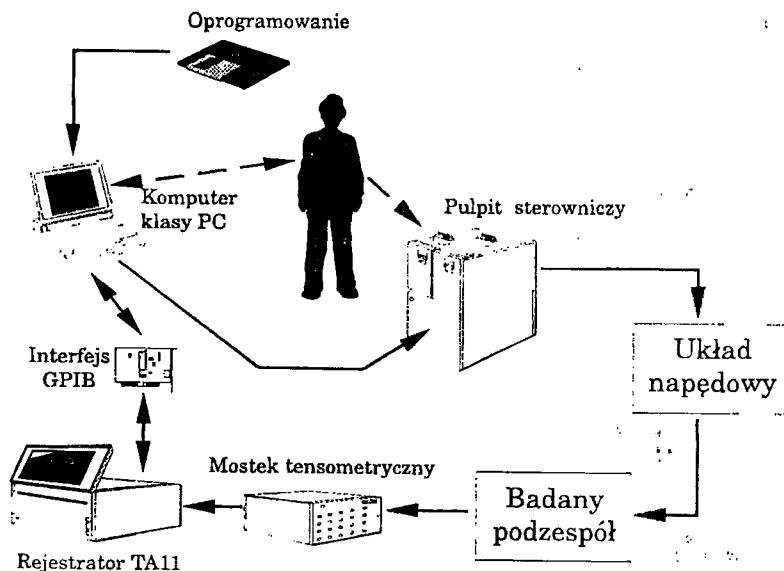 Oprogramowanie
Komputer
klasy PC
Pulpit sterowniczy
Interfejs
GPIB
Układ
napędowy
Mostek tensometryczny
Badany
podzespół
Rejestrator TA11